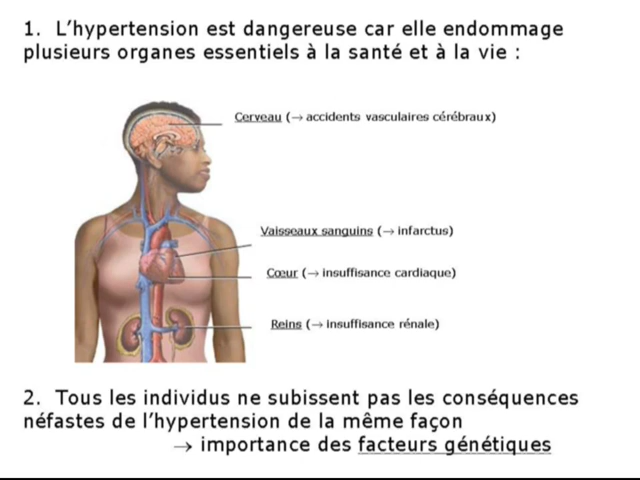 1. L’hypertension est dangereuse car elle endommage
plusieurs organes essentiels à la santé et à la vie :
Cerveau (→ accidents vasculaires cérébraux)
Vaisseaux sanguins (→ infarctus)
Cœur (→ insuffisance cardiaque)
Reins (→ insuffisance rénale)
2. Tous les individus ne subissent pas les conséquences
néfastes de l’hypertension de la même façon
→ importance des facteurs génétiques